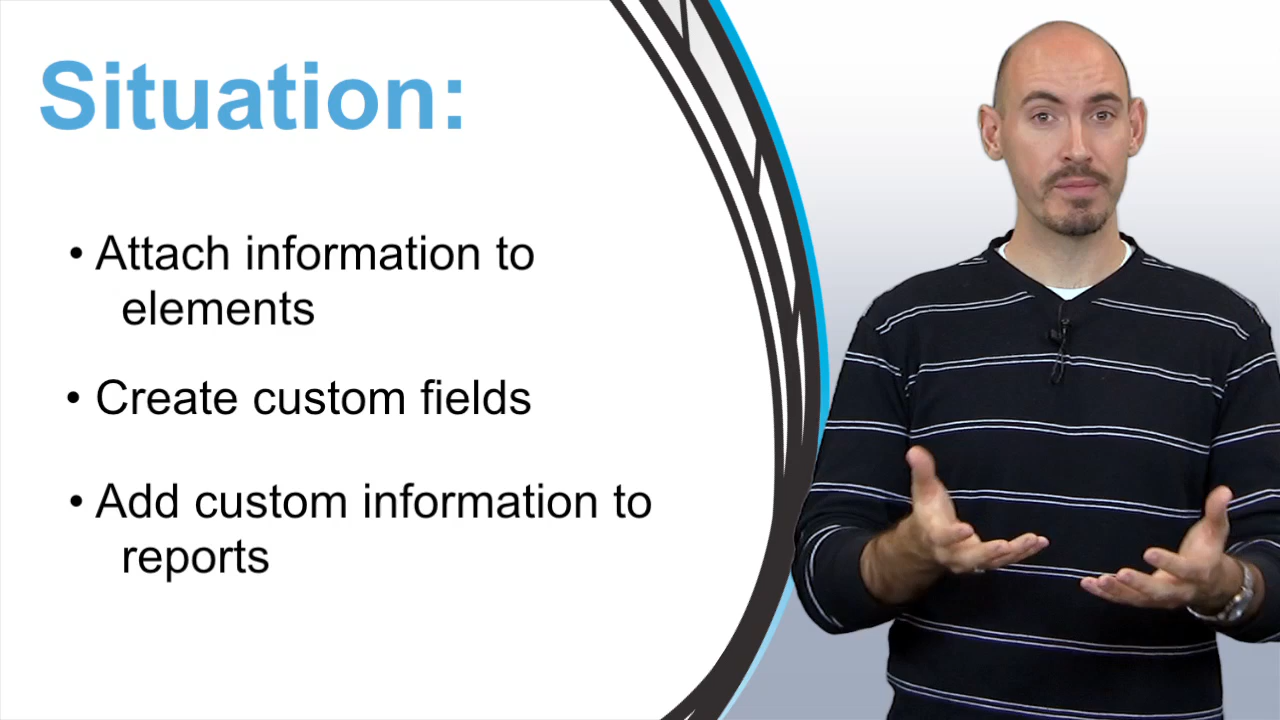 Situation:
• Attach information to
elements
• Create custom fields
• Add custom information to
reports